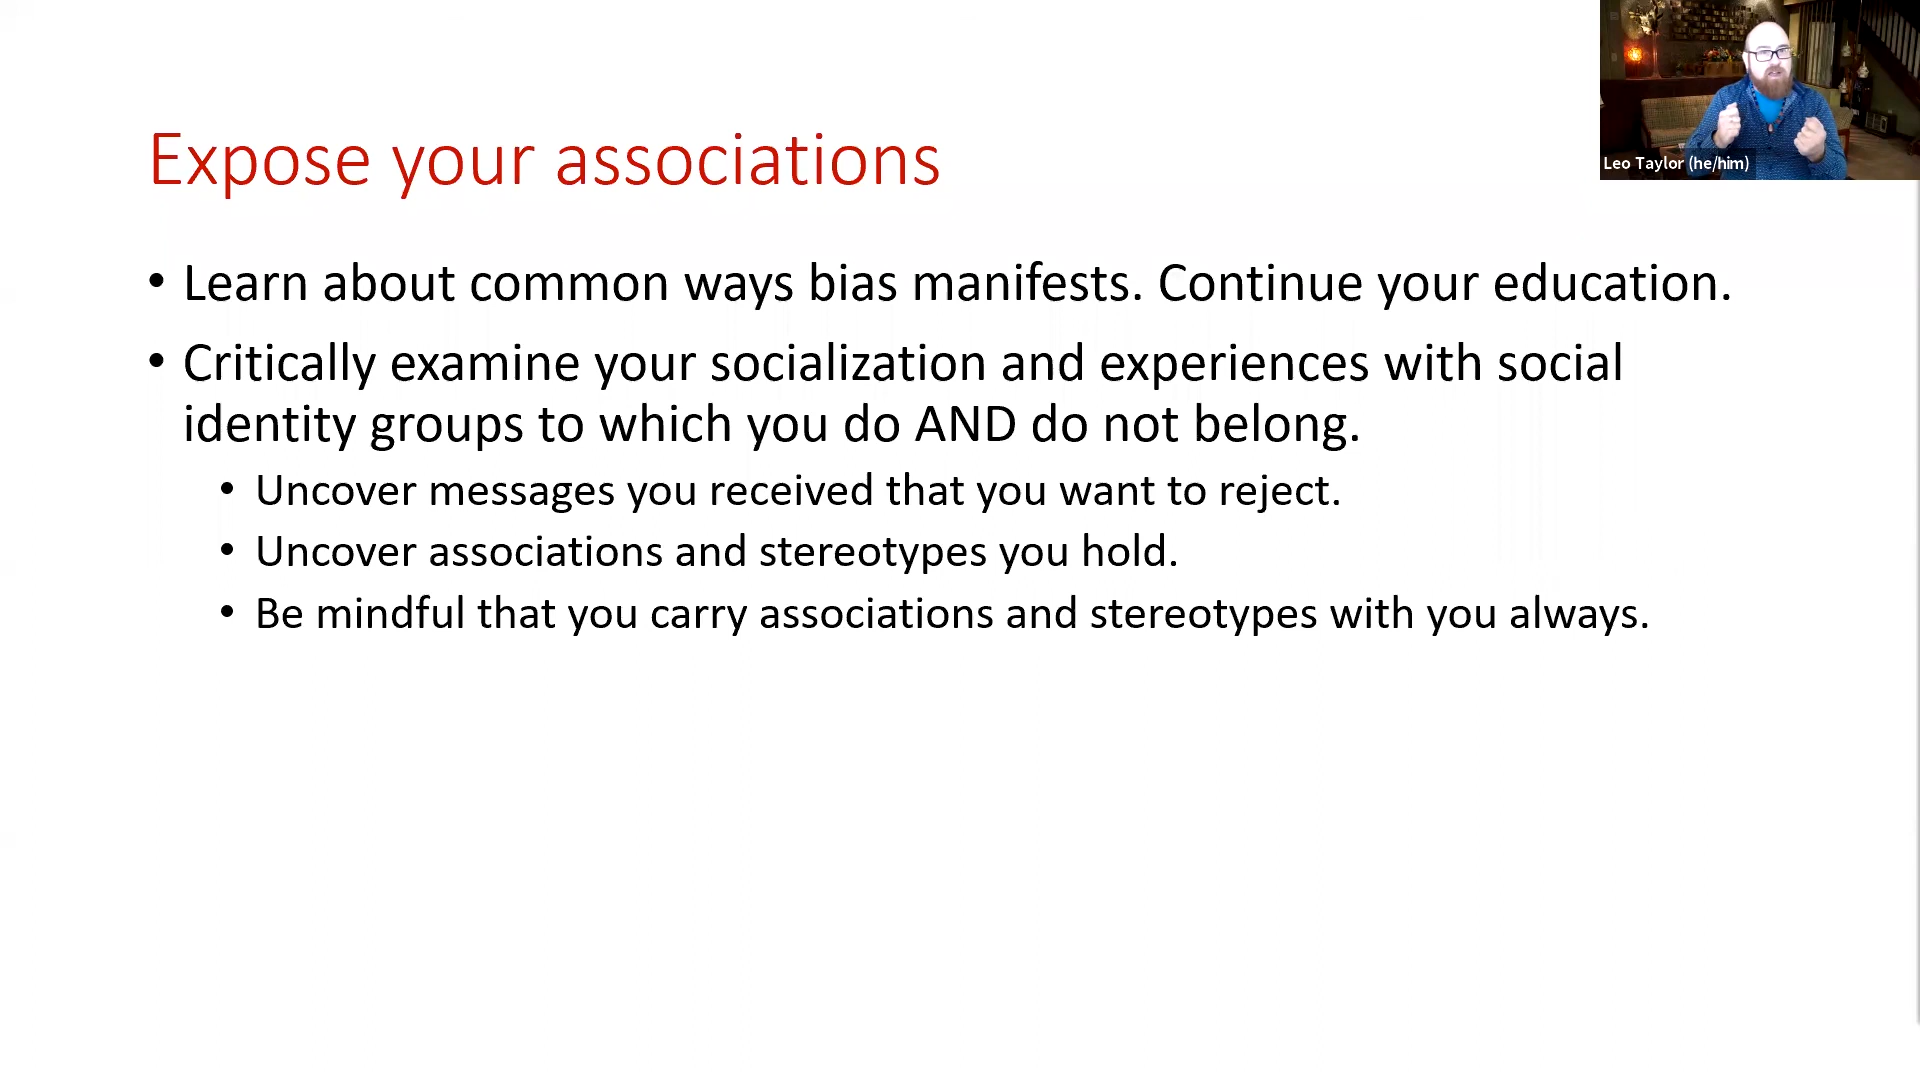 Expose your associations
Leo Taylor (he/him)
• Learn about common ways bias manifests. Continue your education.
• Critically examine your socialization and experiences with social
identity groups to which you do AND do not belong.
• Uncover messages you received that you want to reject.
• Uncover associations and stereotypes you hold.
• Be mindful that you carry associations and stereotypes with you always.